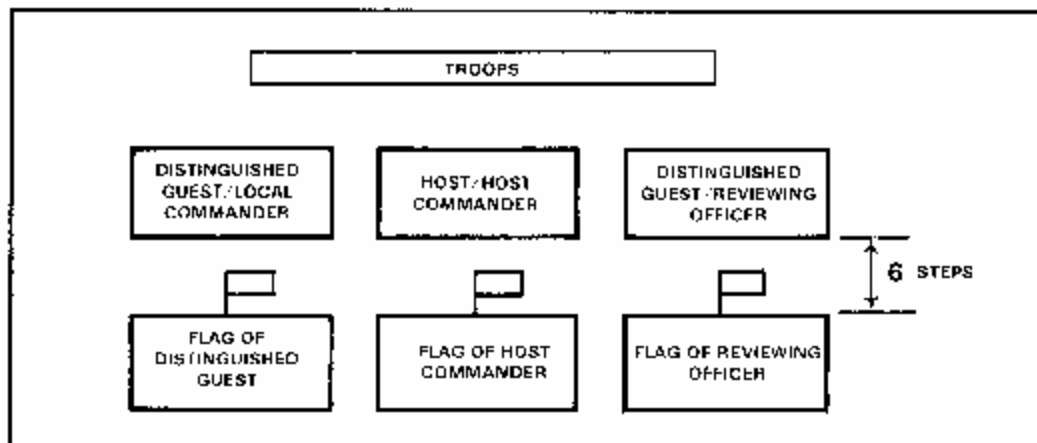 TROOPS
DISTINGUISHED
GUEST/LOCAL
COMMANDER
HOST/HOST
COMMANDER
DISTINGUISHED
GUEST/REVIEWING
OFFICER
6 STEPS
FLAG OF
DISTINGUISHED
GUEST
FLAG OF HOST
COMMANDER
FLAG OF REVIEWING
OFFICER